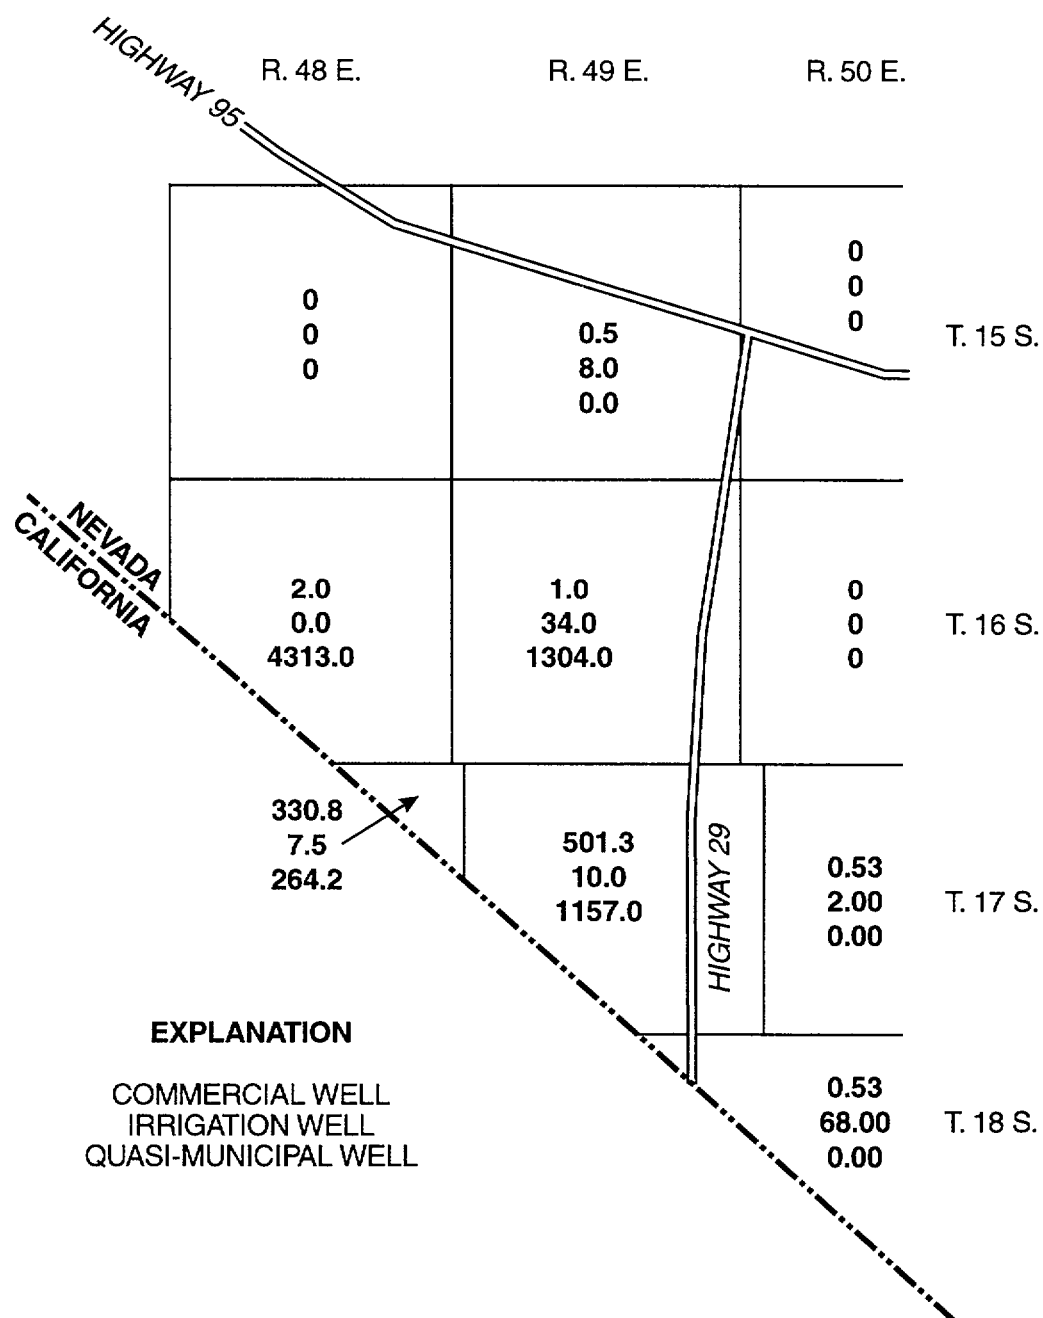 HIGHWAY 95
R. 48 E.
R. 49 E.
R. 50 E.
0
0
0
0.5
8.0
0.0
0
0
0
T. 15 S.
NEVADA
CALIFORNIA
2.0
0.0
4313.0
1.0
34.0
1304.0
0
0
0
T. 16 S.
330.8
7.5
264.2
501.3
10.0
1157.0
HIGHWAY 29
0.53
2.00
0.00
T. 17 S.
EXPLANATION
COMMERCIAL WELL
IRRIGATION WELL
QUASI-MUNICIPAL WELL
0.53
68.00
0.00
T. 18 S.